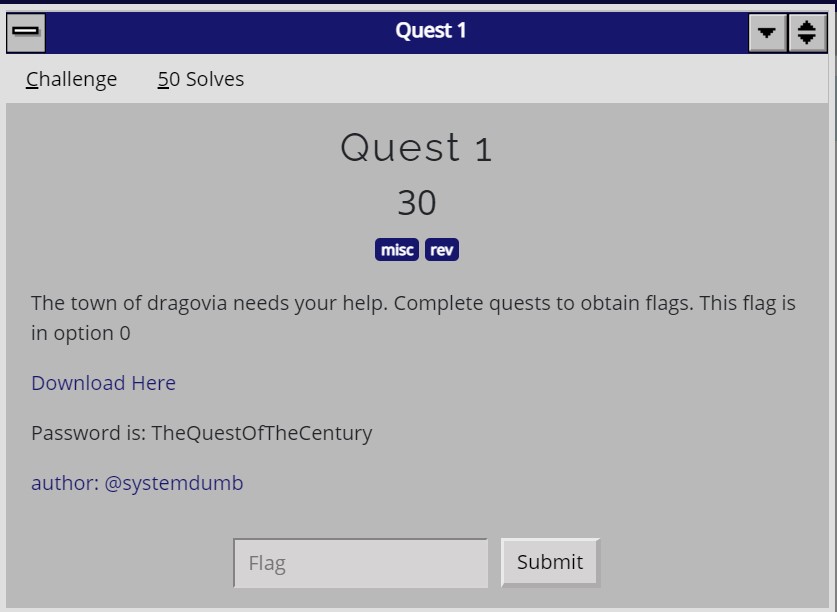 Quest 1
Challenge 50 Solves
Quest 1
30
misc rev
The town of dragovia needs your help. Complete quests to obtain flags. This flag is
in option 0
Download Here
Password is: TheQuestOfTheCentury
author: @systemdumb
Flag Submit